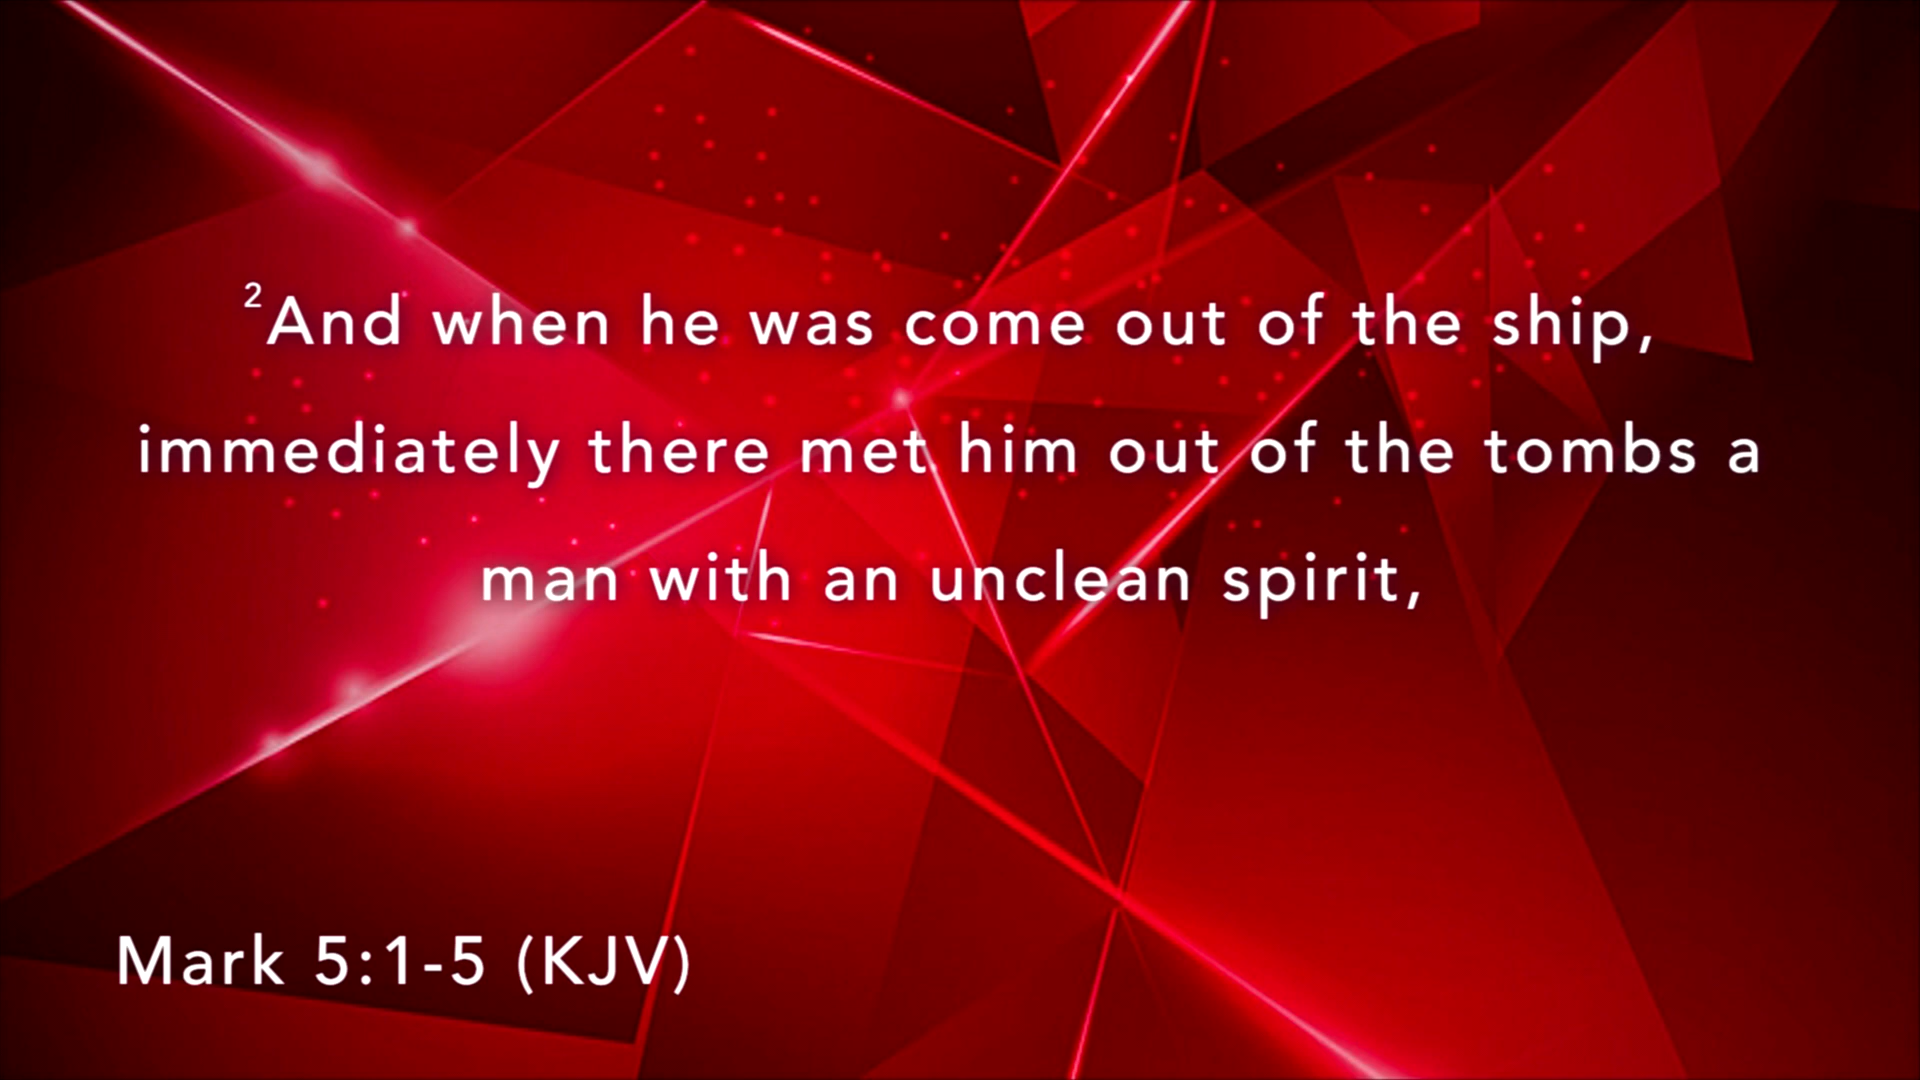 ²And when he was come out of the ship,
immediately there met him out of the tombs a
man with an unclean spirit,
Mark 5:1-5 (KJV)